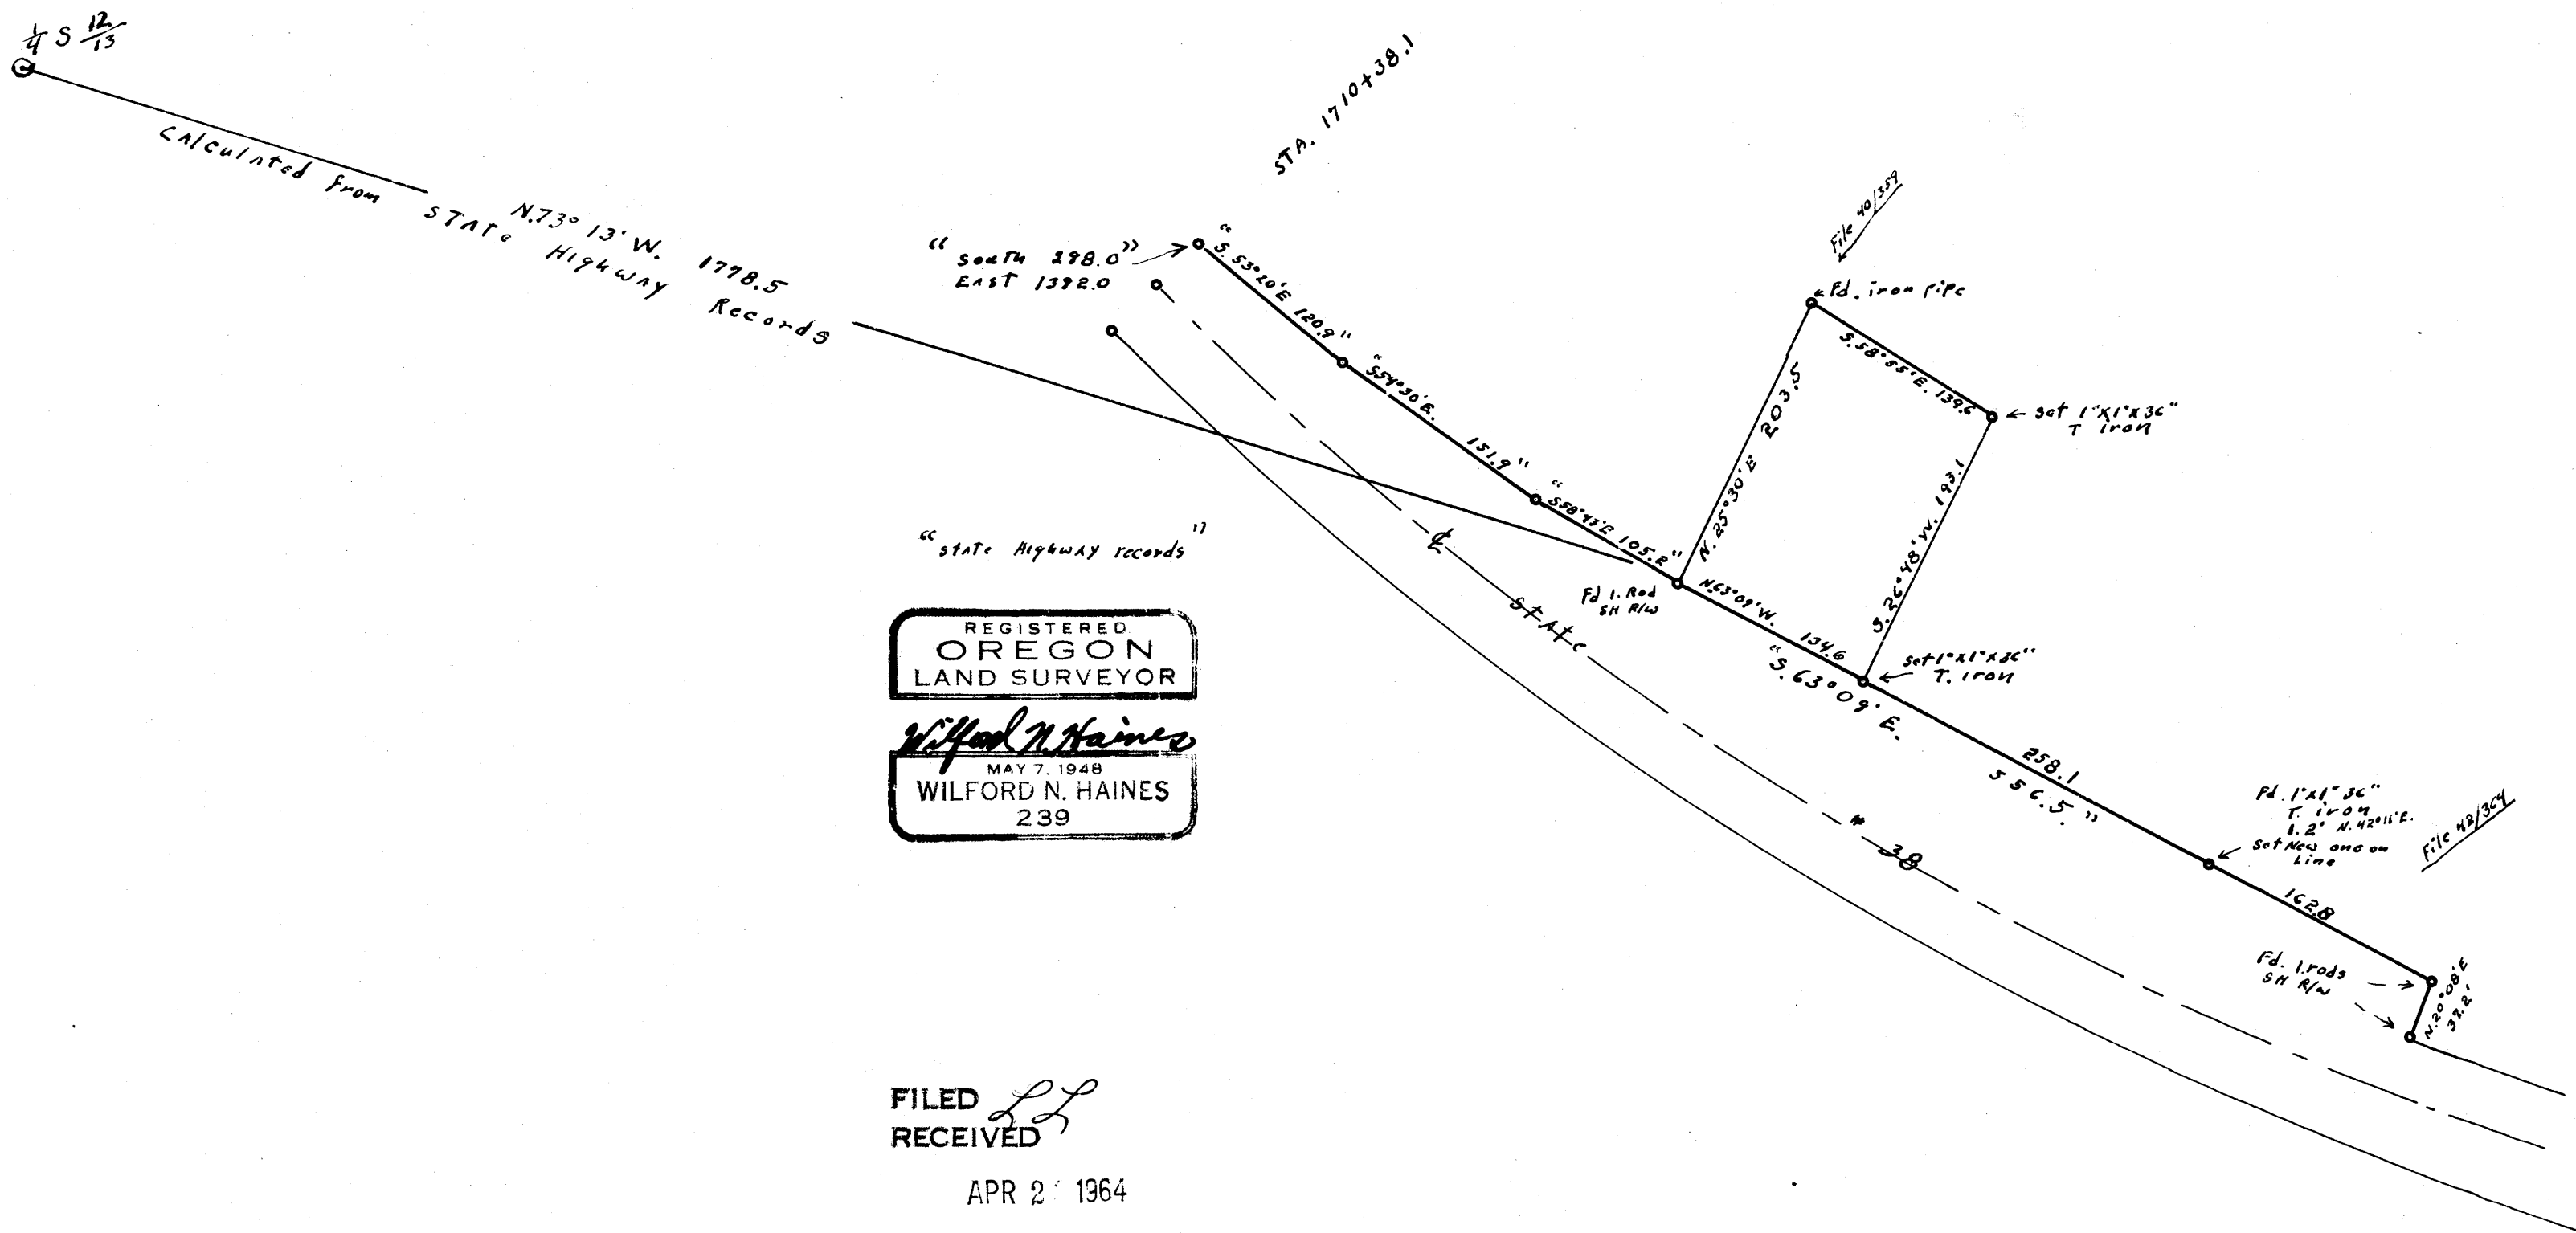 1/4 S 12/13
Calculated from
STATe Highway Records
N.73° 13' W. 1778.5
STA. 1710+38.1
"South 298.0"
EAST 1392.0
"S. 53°20'E 120.9"
"S54°30'E. 151.9"
"S58°43'E 105.2"
File 40/359
Fd. iron pipe
S.58°55'E. 139.6
set 1"x1"x36"
T iron
N. 25°30'E 203.5
S. 26°48'W. 193.1
Fd I. Rod
SH R/W
N.63°09'W. 134.6
set 1"x1"x36"
T. iron
"S. 63°09' E. 556.5."
258.1
Fd. 1"x1" 36"
T. iron
N. 42°11'E.
Set New one on
Line
File 42/364
162.8
Fd. I.rods
SH R/W
N.20°08'E
37.2'
℄ STATe # 38
"state Highway records"
REGISTERED
OREGON
LAND SURVEYOR
Wilford N. Haines
MAY 7, 1948
WILFORD N. HAINES
239
FILED LL
RECEIVED
APR 2 1964